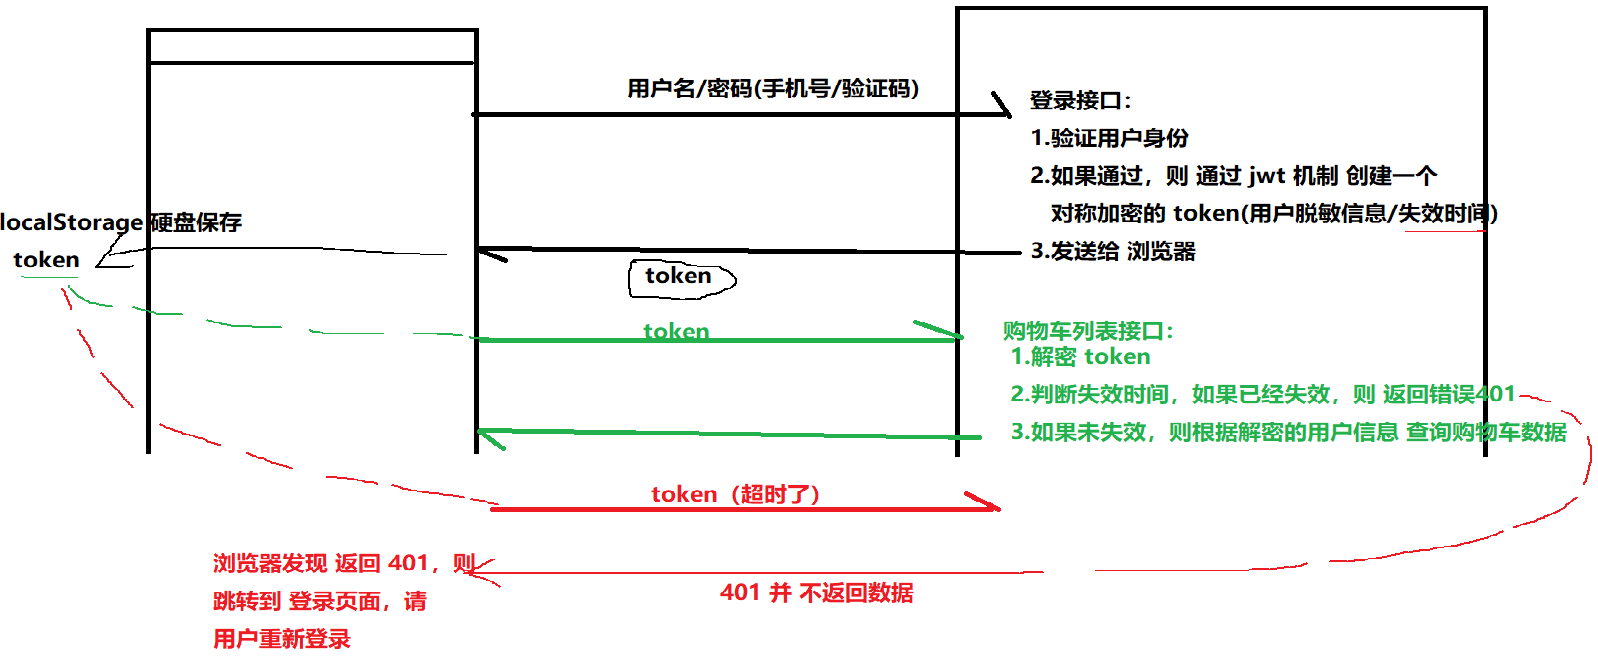 用户名/密码(手机号/验证码)
登录接口:
1.验证用户身份
2.如果通过，则 通过 jwt 机制 创建一个
对称加密的 token(用户脱敏信息/失效时间)
3.发送给 浏览器
localStorage 硬盘保存
token
token
token
购物车列表接口:
1.解密 token
2.判断失效时间，如果已经失效，则 返回错误401
3.如果未失效，则根据解密的用户信息 查询购物车数据
token（超时了）
浏览器发现 返回 401，则
跳转到 登录页面，请
用户重新登录
401 并 不返回数据